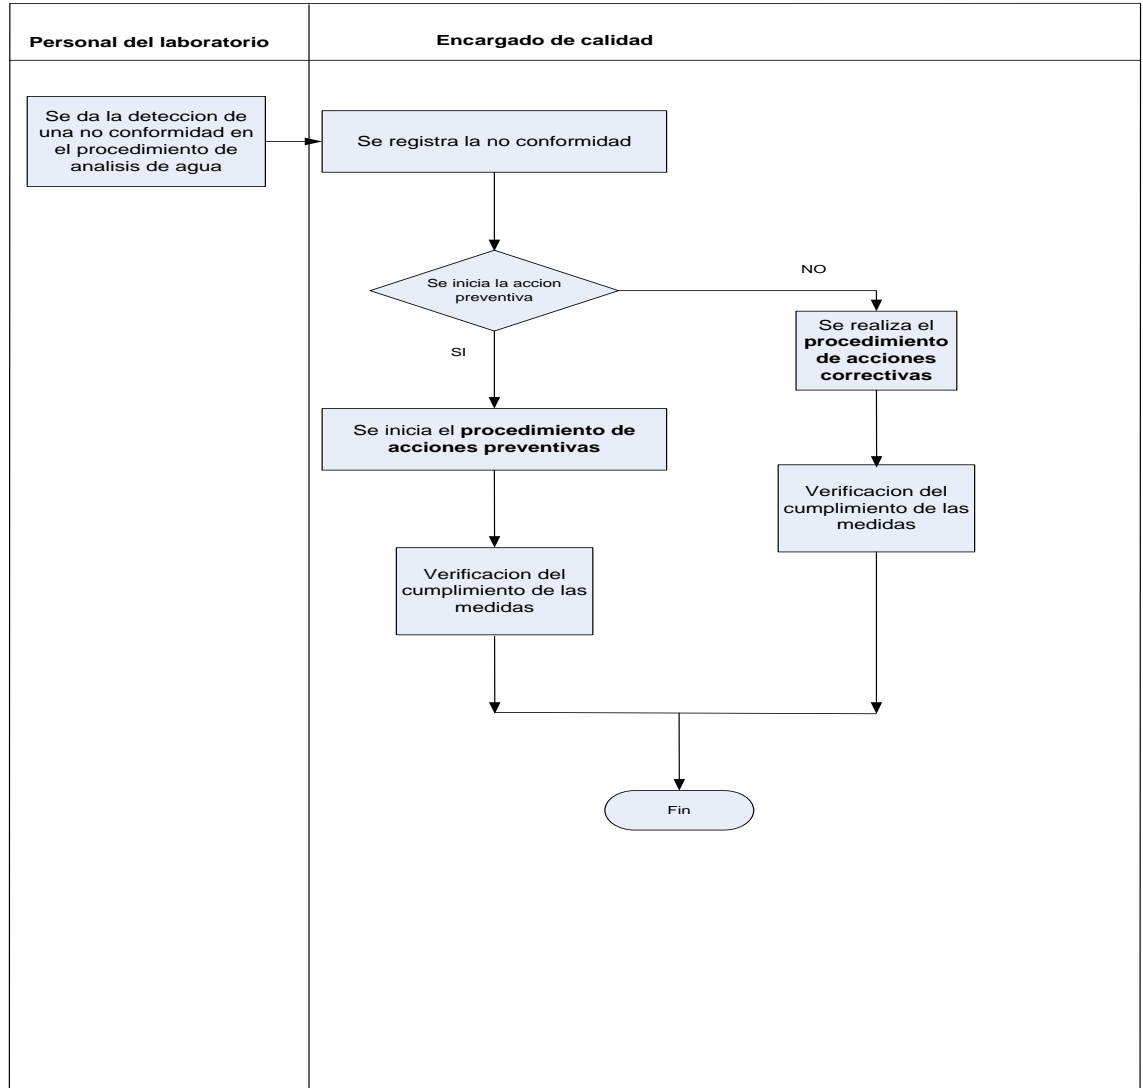 Personal del laboratorio
Encargado de calidad
Se da la deteccion de
una no conformidad en
el procedimiento de
analisis de agua
Se registra la no conformidad
Se inicia la accion
preventiva
NO
SI
Se realiza el
procedimiento
de acciones
correctivas
Se inicia el procedimiento de
acciones preventivas
Verificacion del
cumplimiento de las
medidas
Verificacion del
cumplimiento de las
medidas
Fin